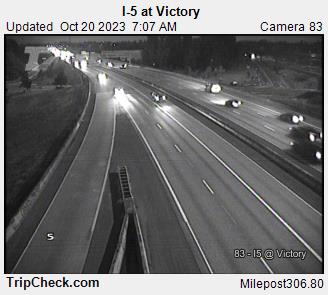 I-5 at Victory
Updated Oct 20 2023 7:07 AM Camera 83
S
83 - I5 @ Victory
TripCheck.com Milepost306.80